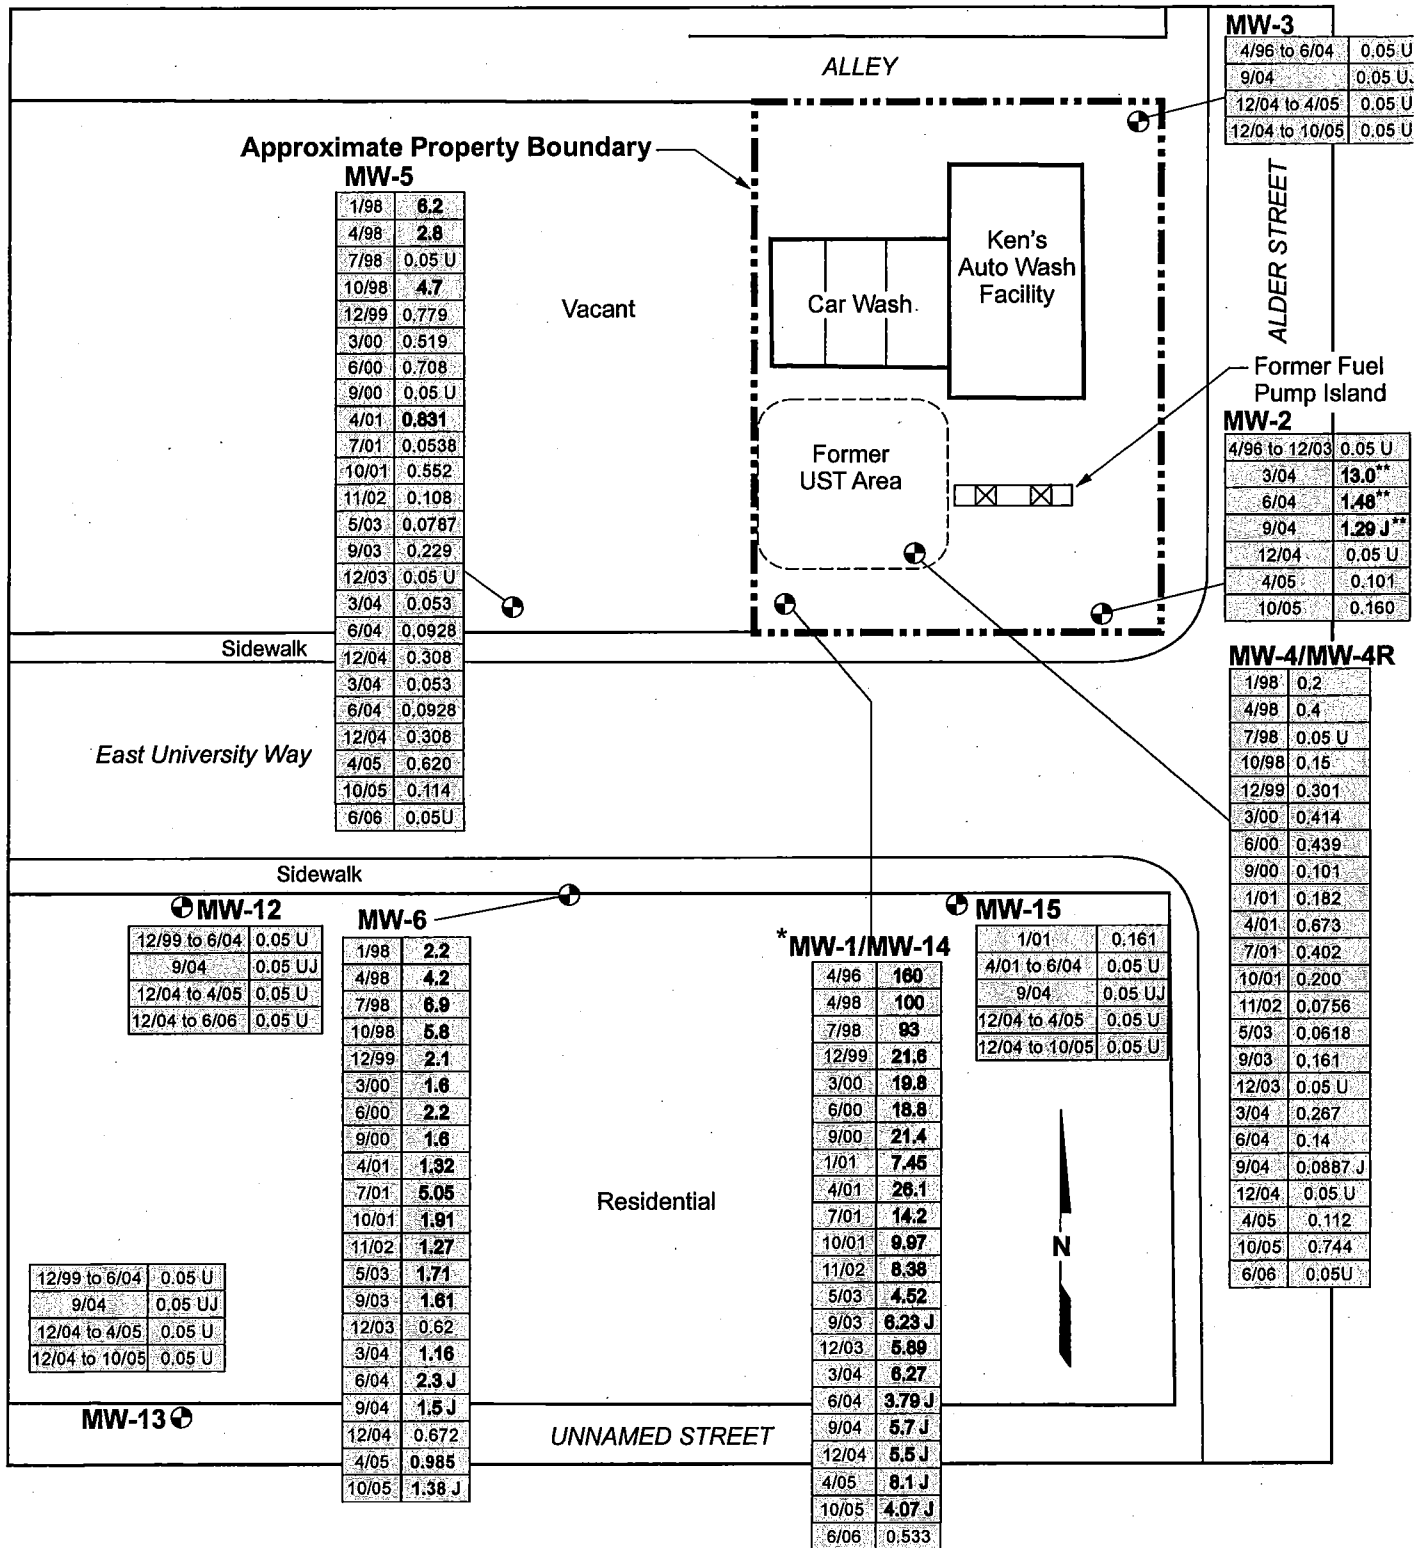 ALLEY
MW-3
4/96 to 6/04 0.05 U
9/04 0.05 UJ
12/04 to 4/05 0.05 U
12/04 to 10/05 0.05 U
Approximate Property Boundary
MW-5
1/98 6.2
4/98 2.8
7/98 0.05 U
10/98 4.7
12/99 0.779
3/00 0.519
6/00 0.708
9/00 0.05 U
4/01 0.831
7/01 0.0538
10/01 0.552
11/02 0.108
5/03 0.0787
9/03 0.229
12/03 0.05 U
3/04 0.053
6/04 0.0928
12/04 0.308
3/04 0.053
6/04 0.0928
12/04 0.308
4/05 0.620
10/05 0.114
6/06 0.05U
Vacant
Car Wash
Ken's
Auto Wash
Facility
ALDER STREET
Former Fuel
Pump Island
Former
UST Area
MW-2
4/96 to 12/03 0.05 U
3/04 13.0**
6/04 1.48**
9/04 1.29 J**
12/04 0.05 U
4/05 0.101
10/05 0.160
Sidewalk
East University Way
MW-4/MW-4R
1/98 0.2
4/98 0.4
7/98 0.05 U
10/98 0.15
12/99 0.301
3/00 0.414
6/00 0.439
9/00 0.101
1/01 0.182
4/01 0.673
7/01 0.402
10/01 0.200
11/02 0.0756
5/03 0.0618
9/03 0.161
12/03 0.05 U
3/04 0.267
6/04 0.14
9/04 0.0887 J
12/04 0.05 U
4/05 0.112
10/05 0.744
6/06 0.05U
Sidewalk
MW-12
12/99 to 6/04 0.05 U
9/04 0.05 UJ
12/04 to 4/05 0.05 U
12/04 to 6/06 0.05 U
MW-6
1/98 2.2
4/98 4.2
7/98 6.9
10/98 5.8
12/99 2.1
3/00 1.6
6/00 2.2
9/00 1.6
4/01 1.32
7/01 5.05
10/01 1.91
11/02 1.27
5/03 1.71
9/03 1.61
12/03 0.62
3/04 1.16
6/04 2.3 J
9/04 1.5 J
12/04 0.672
4/05 0.985
10/05 1.38 J
*MW-1/MW-14
4/96 160
4/98 100
7/98 93
12/99 21.6
3/00 19.8
6/00 18.8
9/00 21.4
1/01 7.45
4/01 26.1
7/01 14.2
10/01 9.97
11/02 8.38
5/03 4.52
9/03 6.23 J
12/03 5.89
3/04 6.27
6/04 3.79 J
9/04 5.7 J
12/04 5.5 J
4/05 8.1 J
10/05 4.07 J
6/06 0.533
MW-15
1/01 0.161
4/01 to 6/04 0.05 U
9/04 0.05 UJ
12/04 to 4/05 0.05 U
12/04 to 10/05 0.05 U
Residential
N
12/99 to 6/04 0.05 U
9/04 0.05 UJ
12/04 to 4/05 0.05 U
12/04 to 10/05 0.05 U
MW-13
UNNAMED STREET